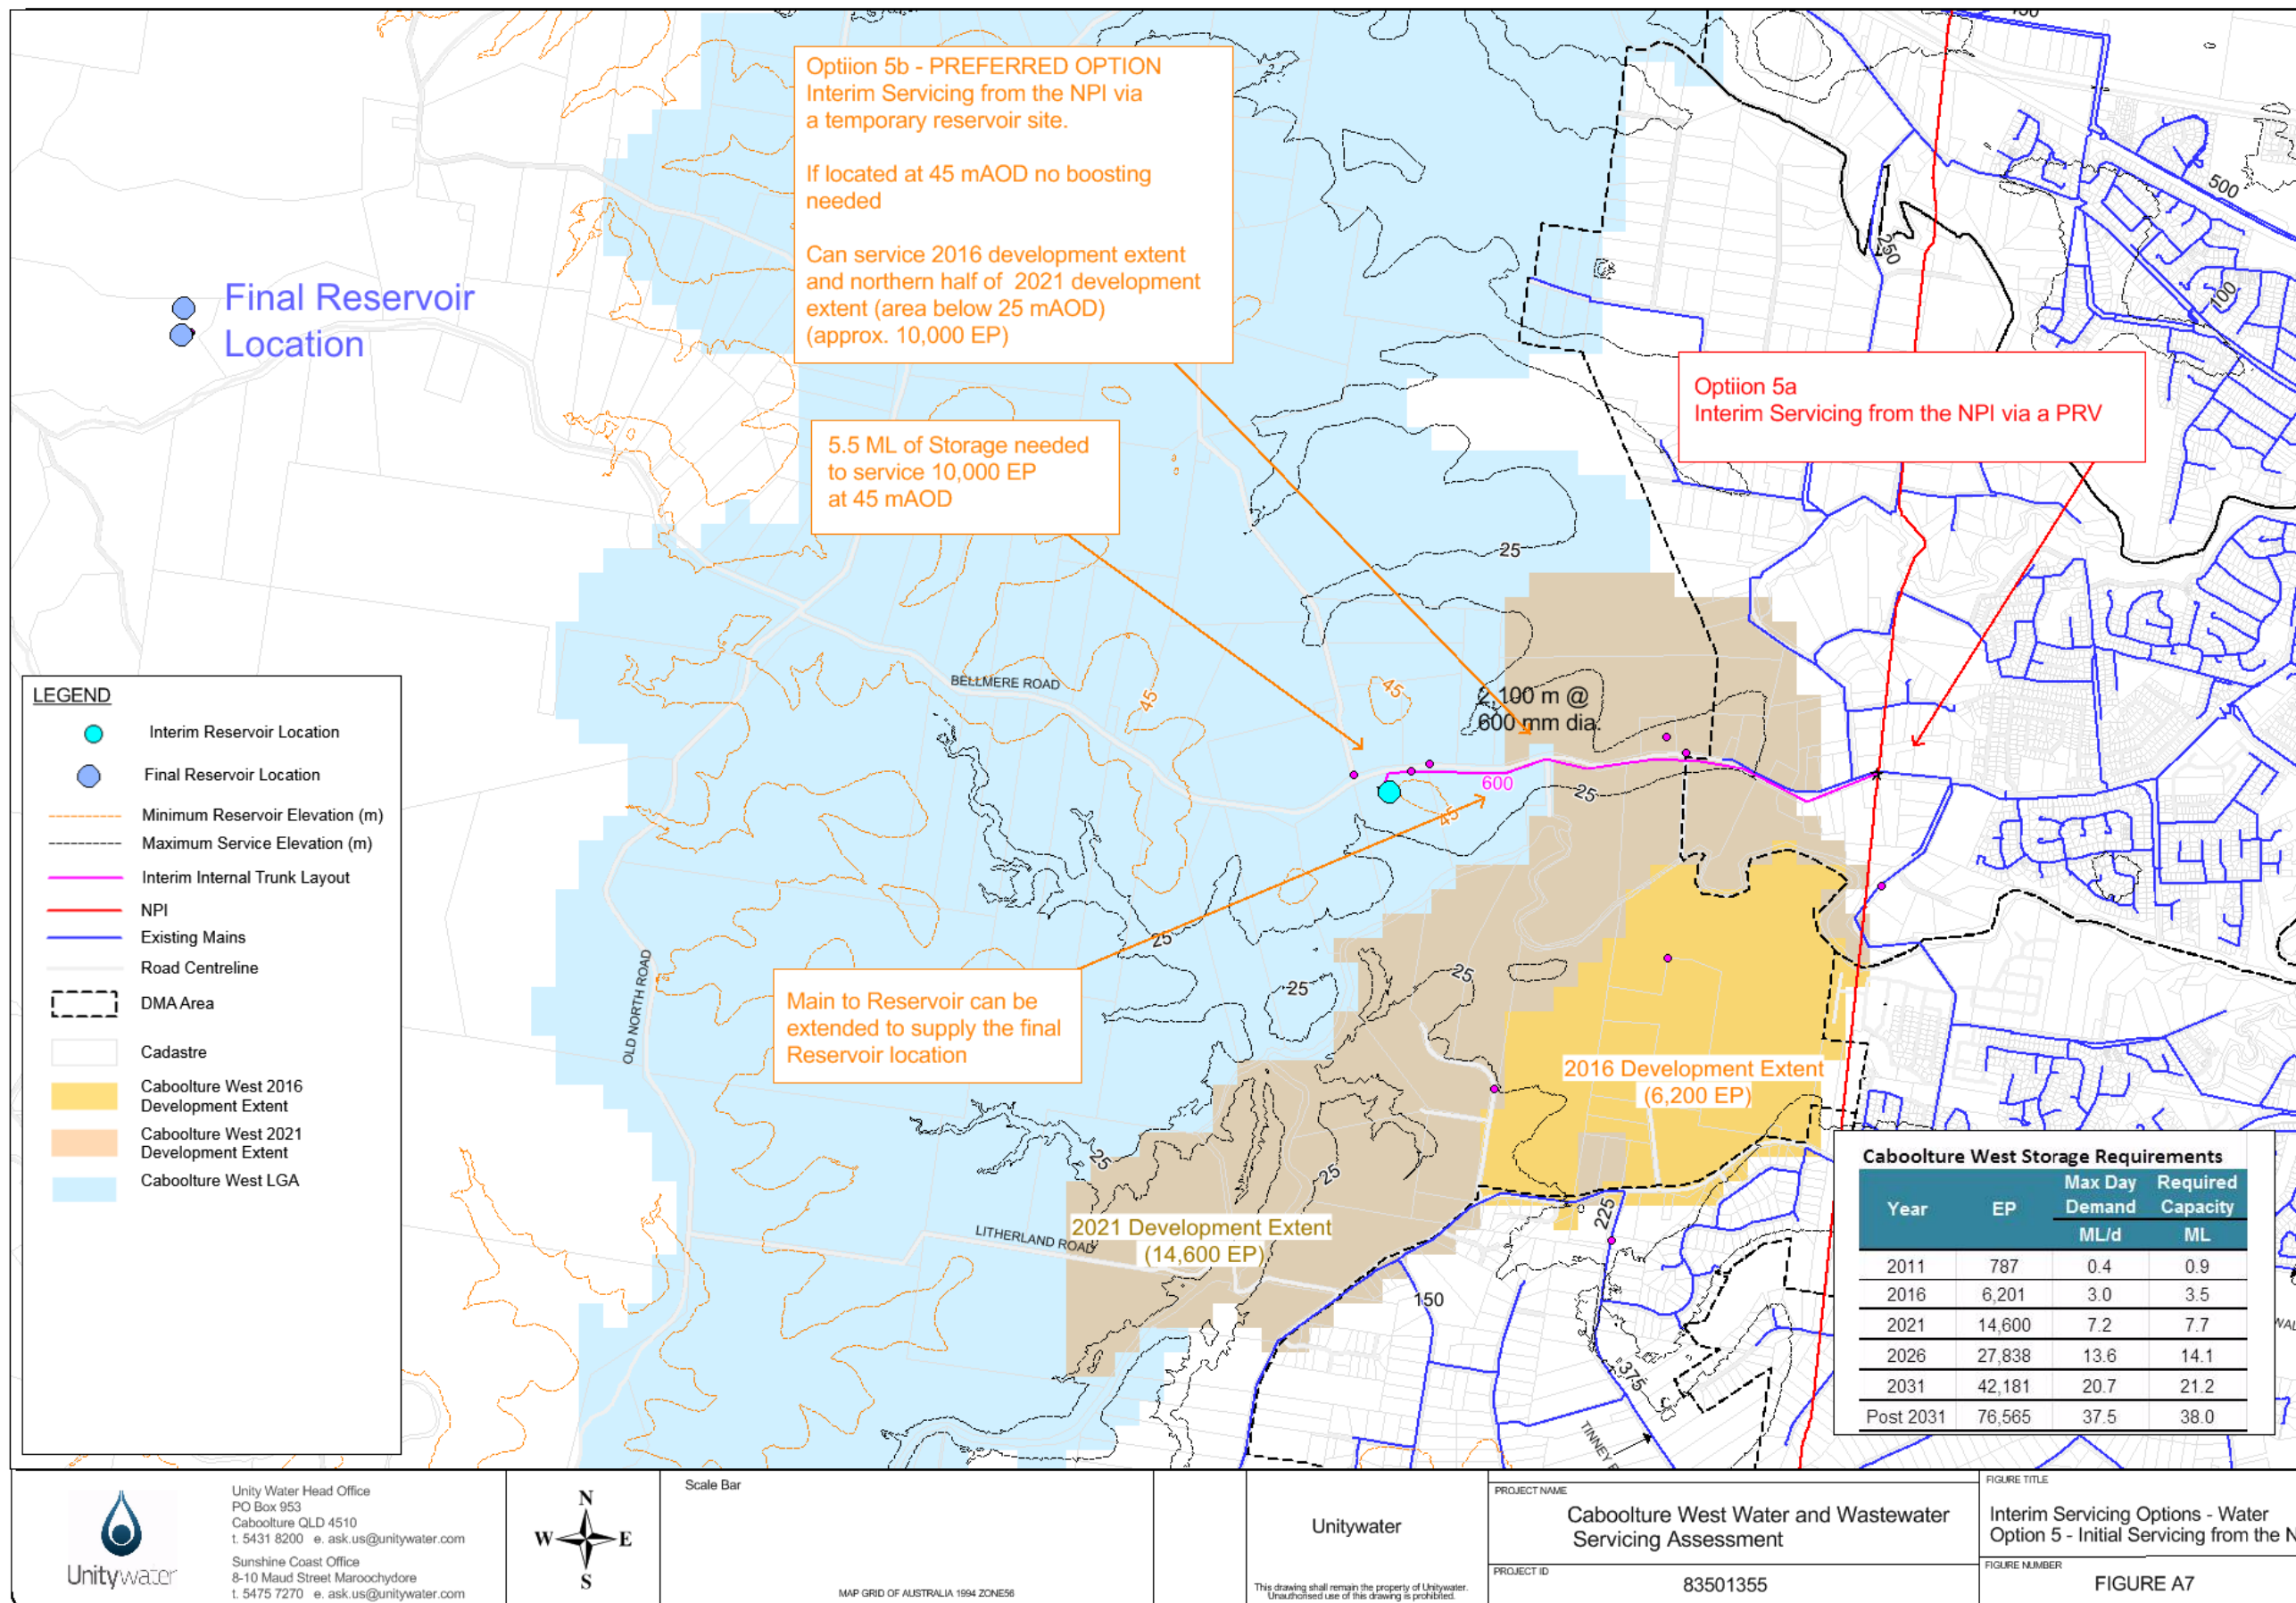 Optiion 5b - PREFERRED OPTION
Interim Servicing from the NPI via
a temporary reservoir site.
If located at 45 mAOD no boosting
needed
Can service 2016 development extent
and northern half of 2021 development
extent (area below 25 mAOD)
(approx. 10,000 EP)
500
250
100
Final Reservoir
Location
Optiion 5a
Interim Servicing from the NPI via a PRV
5.5 ML of Storage needed
to service 10,000 EP
at 45 mAOD
25
BELLMERE ROAD
45
45
2,100 m @
600 mm dia.
600
25
45
25
25
25
OLD NORTH ROAD
Main to Reservoir can be
extended to supply the final
Reservoir location
2016 Development Extent
(6,200 EP)
25
25
LITHERLAND ROAD
2021 Development Extent
(14,600 EP)
225
150
375
LEGEND
Interim Reservoir Location
Final Reservoir Location
Minimum Reservoir Elevation (m)
Maximum Service Elevation (m)
Interim Internal Trunk Layout
NPI
Existing Mains
Road Centreline
DMA Area
Cadastre
Caboolture West 2016
Development Extent
Caboolture West 2021
Development Extent
Caboolture West LGA
Caboolture West Storage Requirements
Year EP Max Day Demand Required Capacity
ML/d ML
2011 787 0.4 0.9
2016 6,201 3.0 3.5
2021 14,600 7.2 7.7
2026 27,838 13.6 14.1
2031 42,181 20.7 21.2
Post 2031 76,565 37.5 38.0
TINNEY
Unitywater
Unity Water Head Office
PO Box 953
Caboolture QLD 4510
t. 5431 8200 e. ask.us@unitywater.com
Sunshine Coast Office
8-10 Maud Street Maroochydore
t. 5475 7270 e. ask.us@unitywater.com
N
W E
S
Scale Bar
MAP GRID OF AUSTRALIA 1994 ZONE56
Unitywater
This drawing shall remain the property of Unitywater.
Unauthorised use of this drawing is prohibited.
PROJECT NAME
Caboolture West Water and Wastewater
Servicing Assessment
PROJECT ID
83501355
FIGURE TITLE
Interim Servicing Options - Water
Option 5 - Initial Servicing from the N
FIGURE NUMBER
FIGURE A7